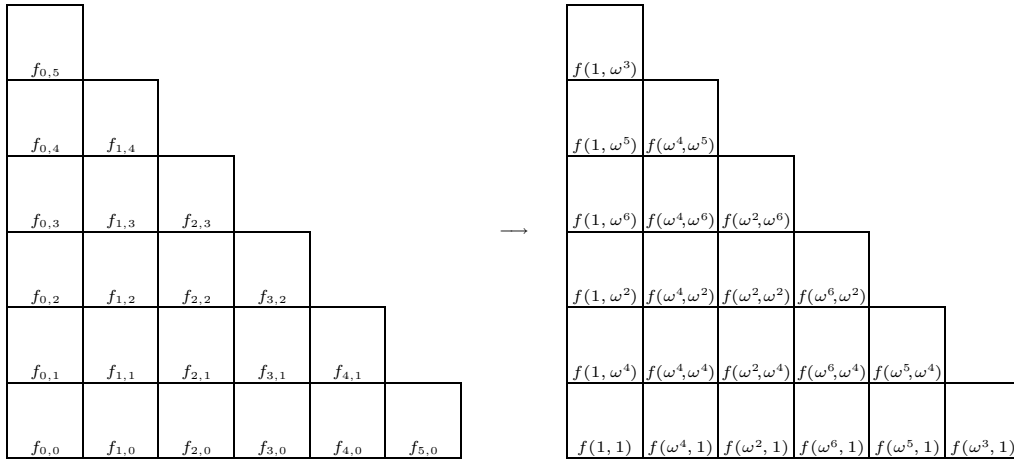 f_{0,5} f(1, ω^3)
f_{0,4} f_{1,4} f(1, ω^5) f(ω^4, ω^5)
f_{0,3} f_{1,3} f_{2,3} → f(1, ω^6) f(ω^4, ω^6) f(ω^2, ω^6)
f_{0,2} f_{1,2} f_{2,2} f_{3,2} f(1, ω^2) f(ω^4, ω^2) f(ω^2, ω^2) f(ω^6, ω^2)
f_{0,1} f_{1,1} f_{2,1} f_{3,1} f_{4,1} f(1, ω^4) f(ω^4, ω^4) f(ω^2, ω^4) f(ω^6, ω^4) f(ω^5, ω^4)
f_{0,0} f_{1,0} f_{2,0} f_{3,0} f_{4,0} f_{5,0} f(1, 1) f(ω^4, 1) f(ω^2, 1) f(ω^6, 1) f(ω^5, 1) f(ω^3, 1)